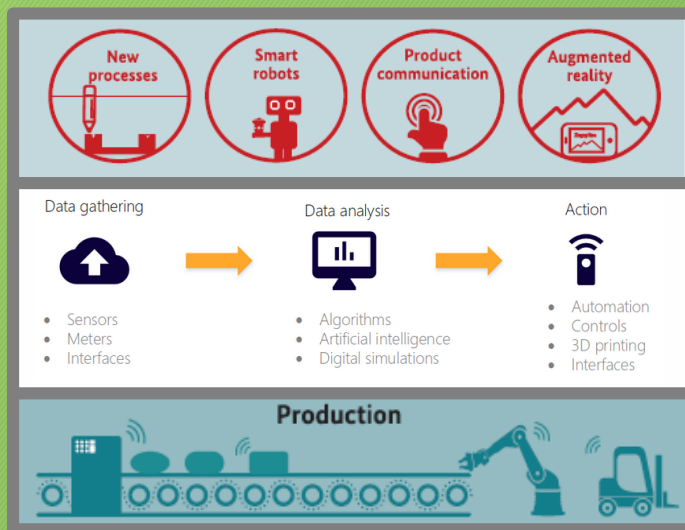 New
processes
Smart
robots
Product
communication
Augmented
reality
Data gathering
Data analysis
Action
• Sensors
• Meters
• Interfaces
• Algorithms
• Artificial intelligence
• Digital simulations
• Automation
• Controls
• 3D printing
• Interfaces
Production